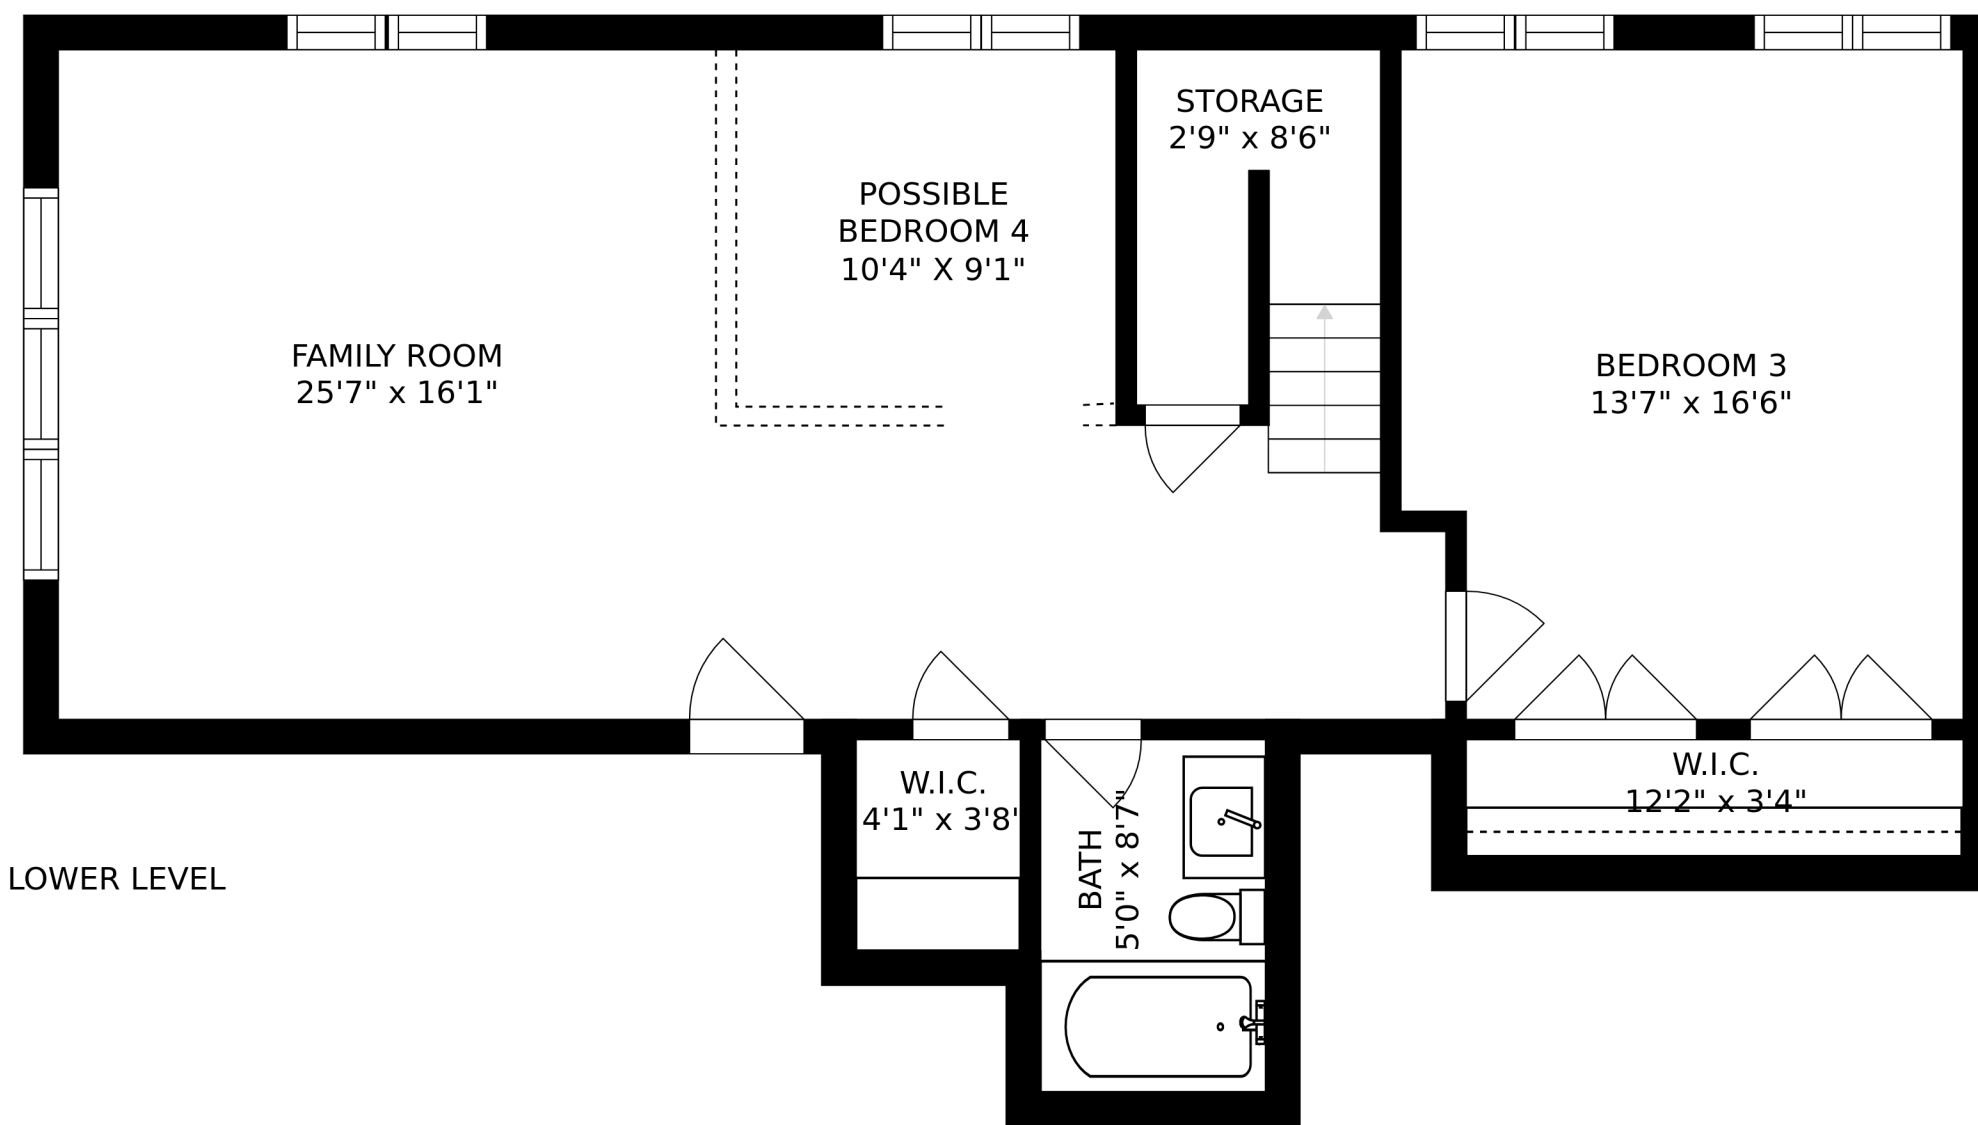 STORAGE
2'9" x 8'6"
POSSIBLE
BEDROOM 4
10'4" X 9'1"
FAMILY ROOM
25'7" x 16'1"
BEDROOM 3
13'7" x 16'6"
W.I.C.
4'1" x 3'8'
BATH
5'0" x 8'7"
W.I.C.
12'2" x 3'4"
LOWER LEVEL